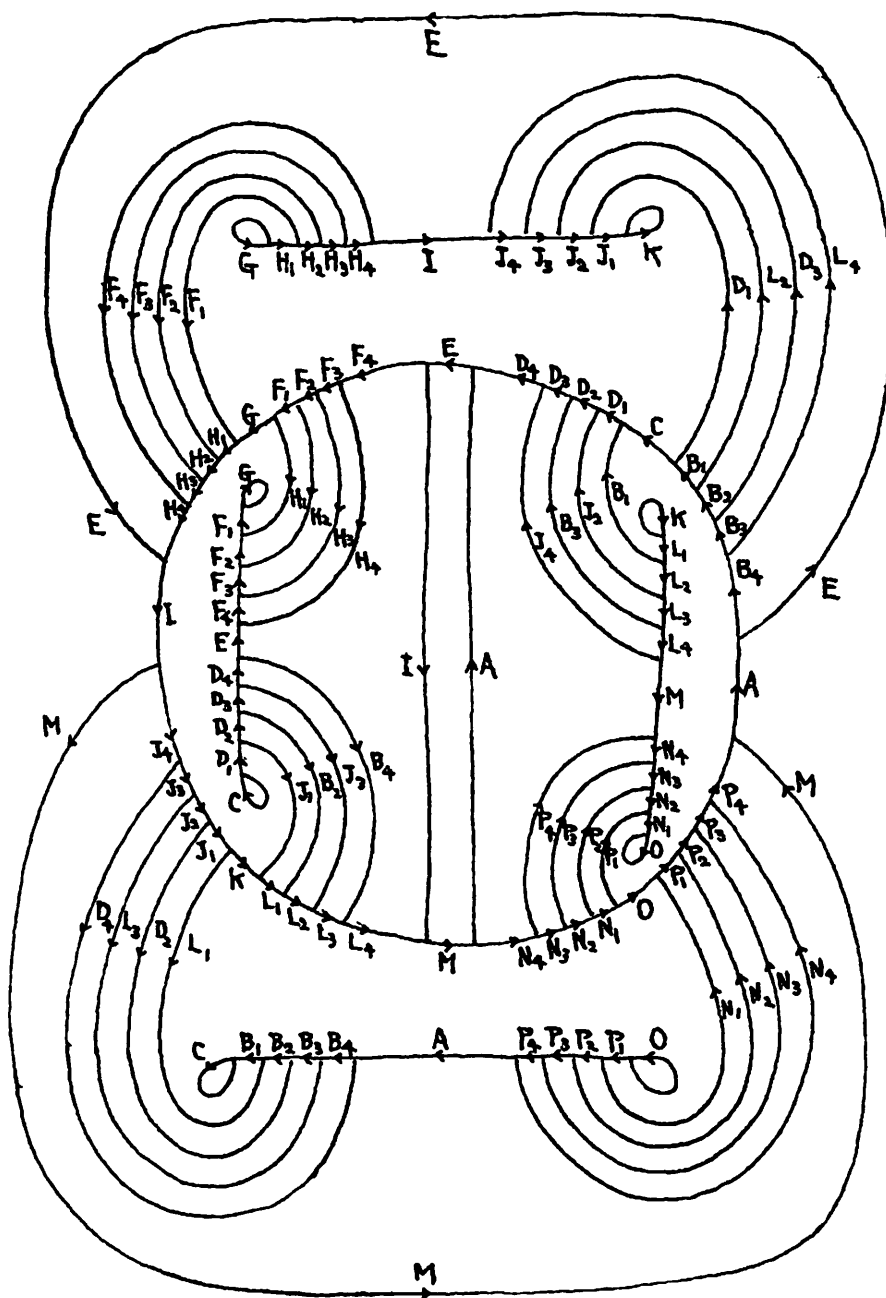 E
G H₁ H₂ H₃ H₄ I J₄ J₃ J₂ J₁ K
F₄ F₃ F₂ F₁
D₁ L₂ D₃ L₄
G F₁ F₂ F₃ F₄ E D₄ D₃ D₂ D₁ C
H₁ H₂ H₃ H₄
B₁ B₂ B₃ B₄
G H₁ H₂ H₃ H₄
J₄ B₃ J₂ B₁
K L₁ L₂ L₃ L₄ M N₄ N₃ N₂ N₁ O
F₁ F₂ F₃ F₄ E D₄ D₃ D₂ D₁ C
E
E
I
I A
A
M
M
J₄ J₃ J₂ J₁ K L₁ L₂ L₃ L₄ M N₄ N₃ N₂ N₁ O P₁ P₂ P₃ P₄
J₁ B₂ J₃ B₄
P₄ P₃ P₂ P₁
D₄ L₃ D₂ L₁
N₁ N₂ N₃ N₄
C B₁ B₂ B₃ B₄ A P₄ P₃ P₂ P₁ O
M